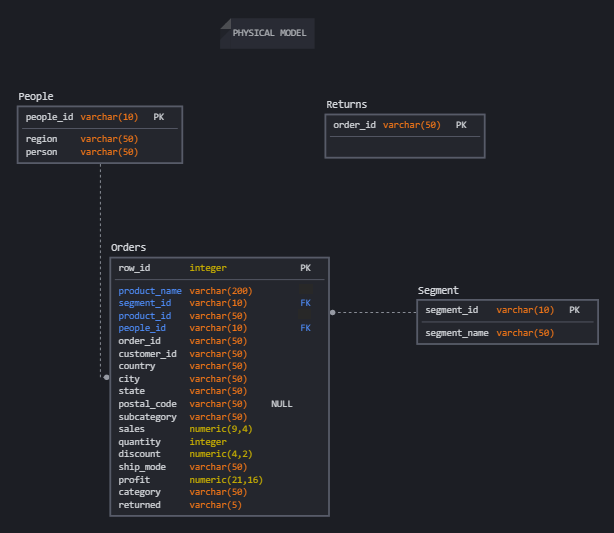 PHYSICAL MODEL
People
people_id varchar(10) PK
region varchar(50)
person varchar(50)
Returns
order_id varchar(50) PK
Orders
row_id integer PK
product_name varchar(200)
segment_id varchar(10) FK
product_id varchar(50)
people_id varchar(10) FK
order_id varchar(50)
customer_id varchar(50)
country varchar(50)
city varchar(50)
state varchar(50)
postal_code varchar(50) NULL
subcategory varchar(50)
sales numeric(9,4)
quantity integer
discount numeric(4,2)
ship_mode varchar(50)
profit numeric(21,16)
category varchar(50)
returned varchar(5)
Segment
segment_id varchar(10) PK
segment_name varchar(50)